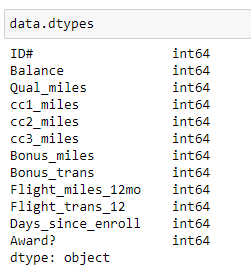 data.dtypes
ID# int64
Balance int64
Qual_miles int64
cc1_miles int64
cc2_miles int64
cc3_miles int64
Bonus_miles int64
Bonus_trans int64
Flight_miles_12mo int64
Flight_trans_12 int64
Days_since_enroll int64
Award? int64
dtype: object